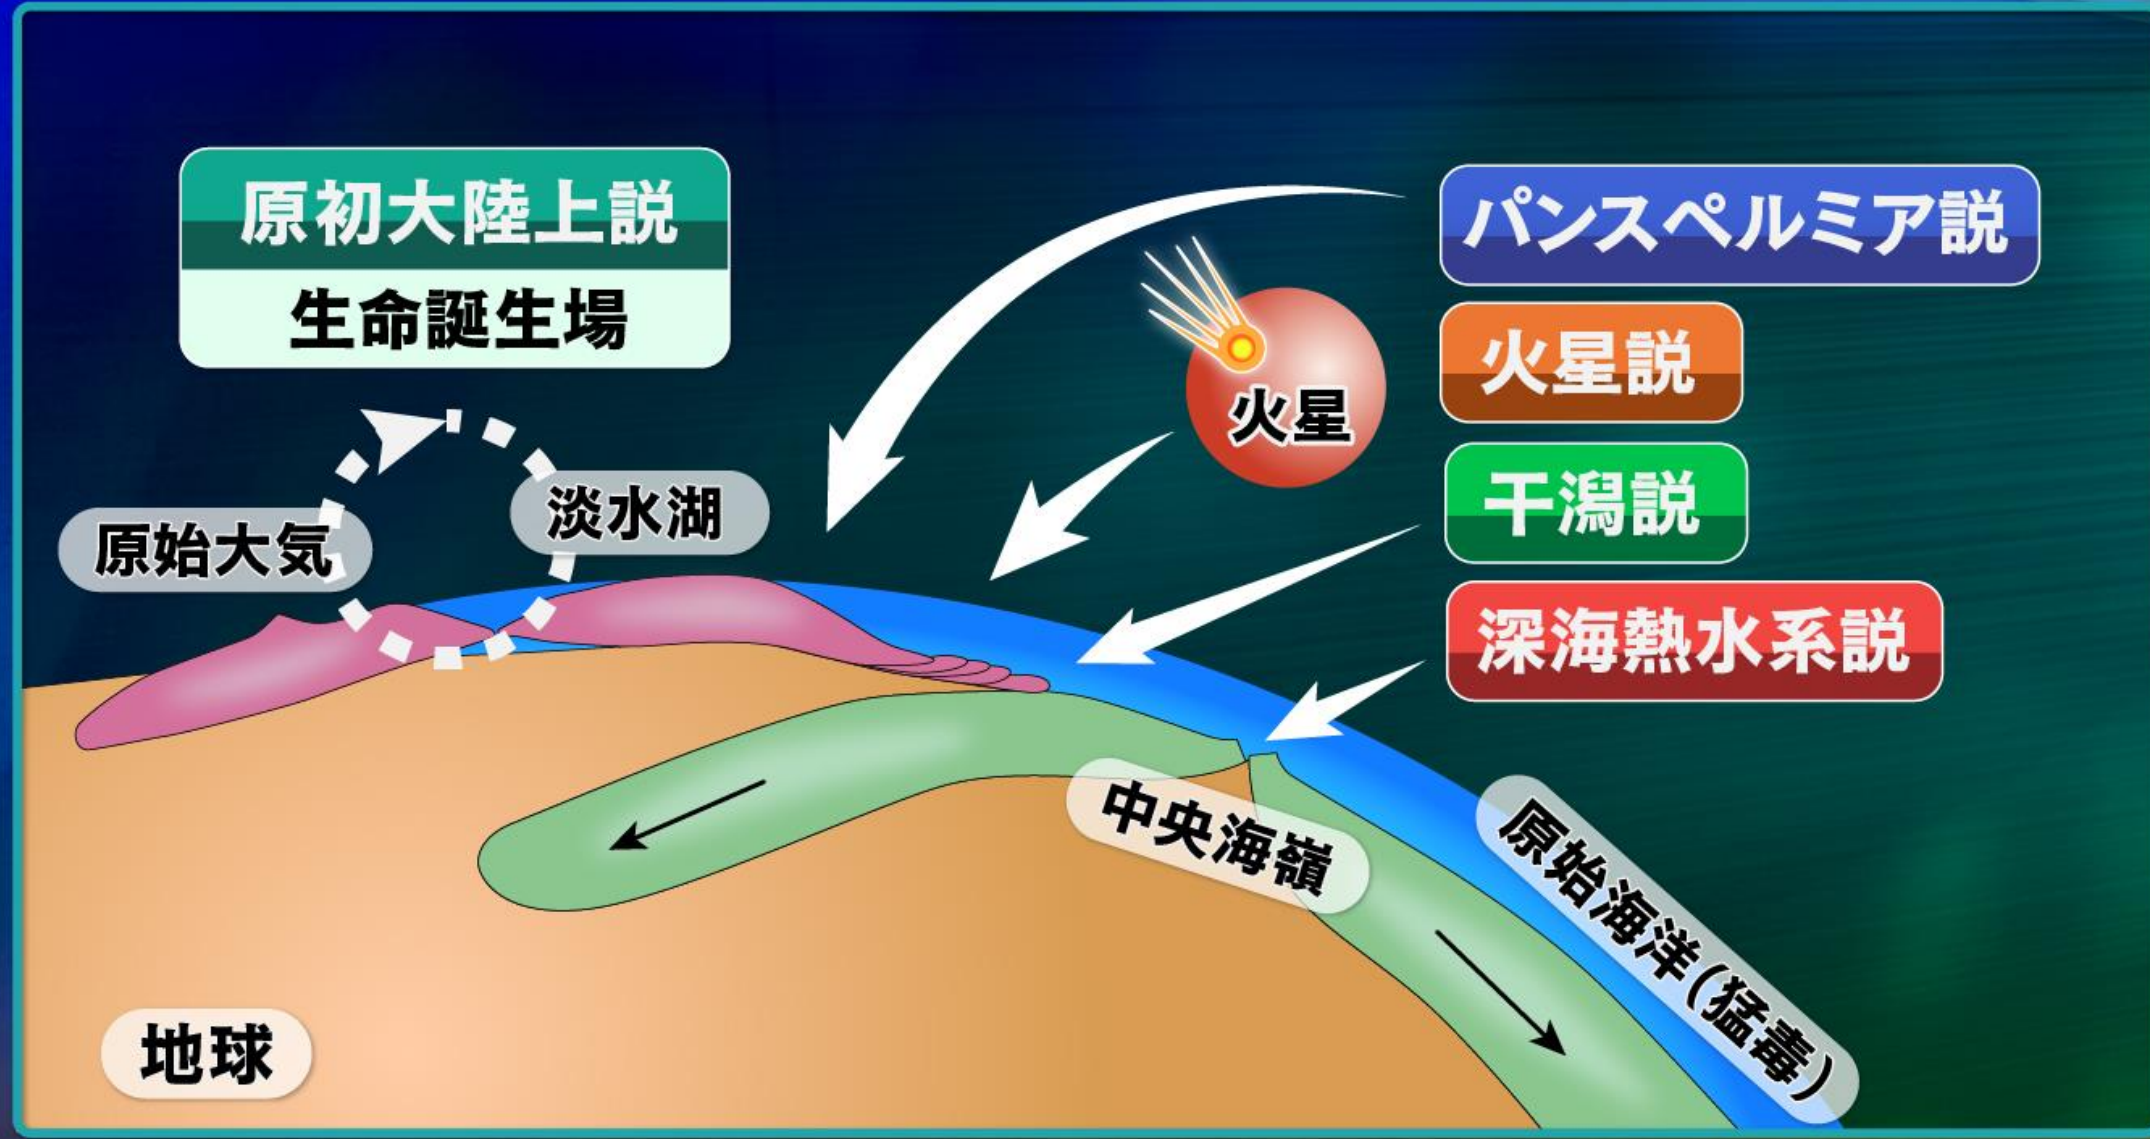 原初大陸上説
生命誕生場
パンスペルミア説
火星説
火星
干潟説
淡水湖
原始大気
深海熱水系説
中央海嶺
原始海洋(猛毒)
地球